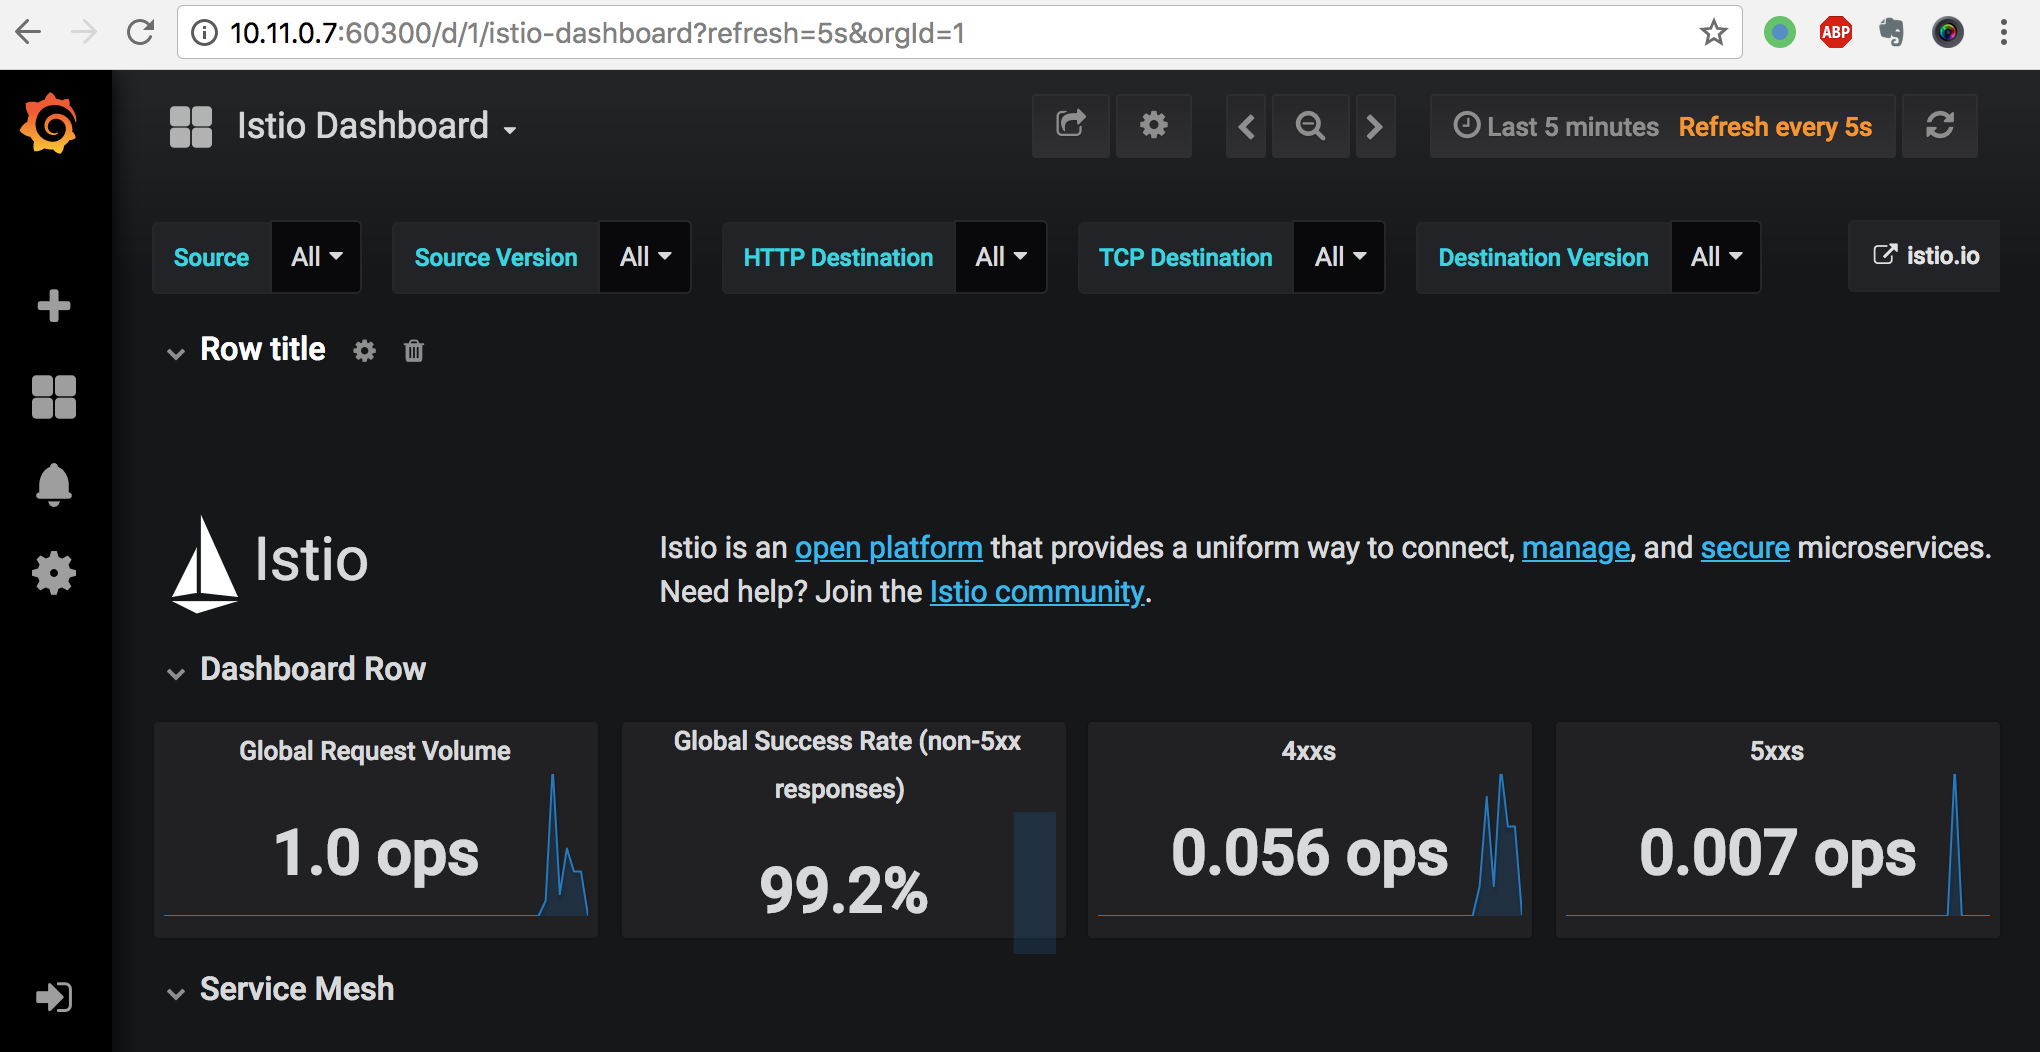 10.11.0.7:60300/d/1/istio-dashboard?refresh=5s&orgId=1
ABP
Istio Dashboard
Last 5 minutes Refresh every 5s
Source All Source Version All HTTP Destination All TCP Destination All Destination Version All istio.io
Row title
Istio
Istio is an open platform that provides a uniform way to connect, manage, and secure microservices.
Need help? Join the Istio community.
Dashboard Row
Global Request Volume
1.0 ops
Global Success Rate (non-5xx
responses)
99.2%
4xxs
0.056 ops
5xxs
0.007 ops
Service Mesh